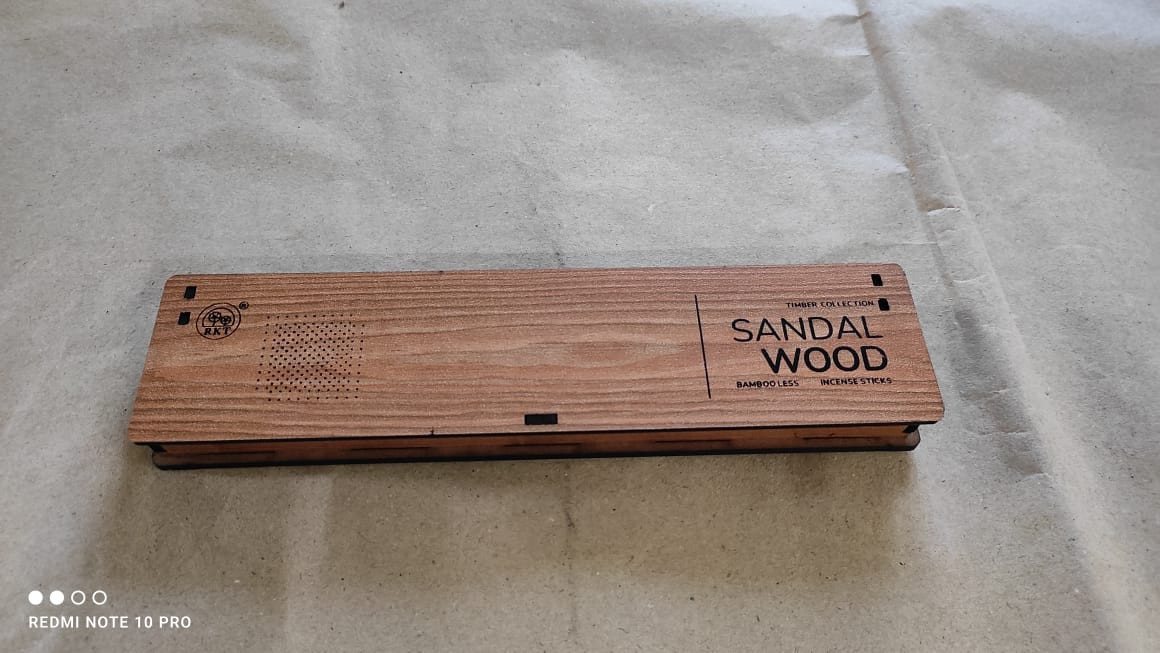 RKT
®
TIMBER COLLECTION
SANDAL
WOOD
BAMBOO LESS INCENSE STICKS
REDMI NOTE 10 PRO